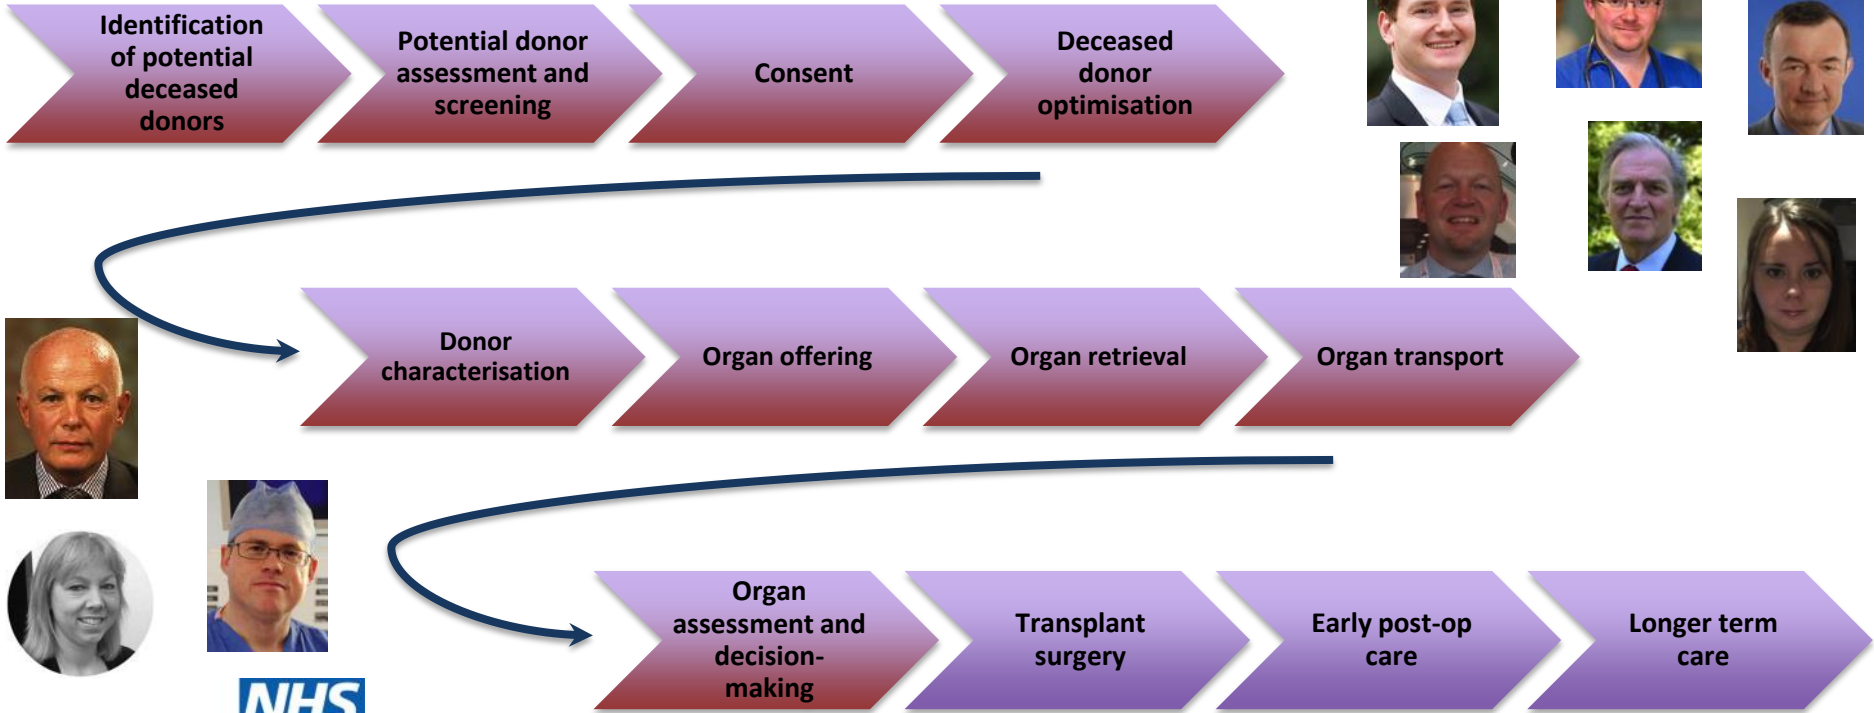 Identification
of potential
deceased
donors
Potential donor
assessment and
screening
Consent
Deceased
donor
optimisation
Donor
characterisation
Organ offering
Organ retrieval
Organ transport
Organ
assessment and
decision-
making
Transplant
surgery
Early post-op
care
Longer term
care
NHS